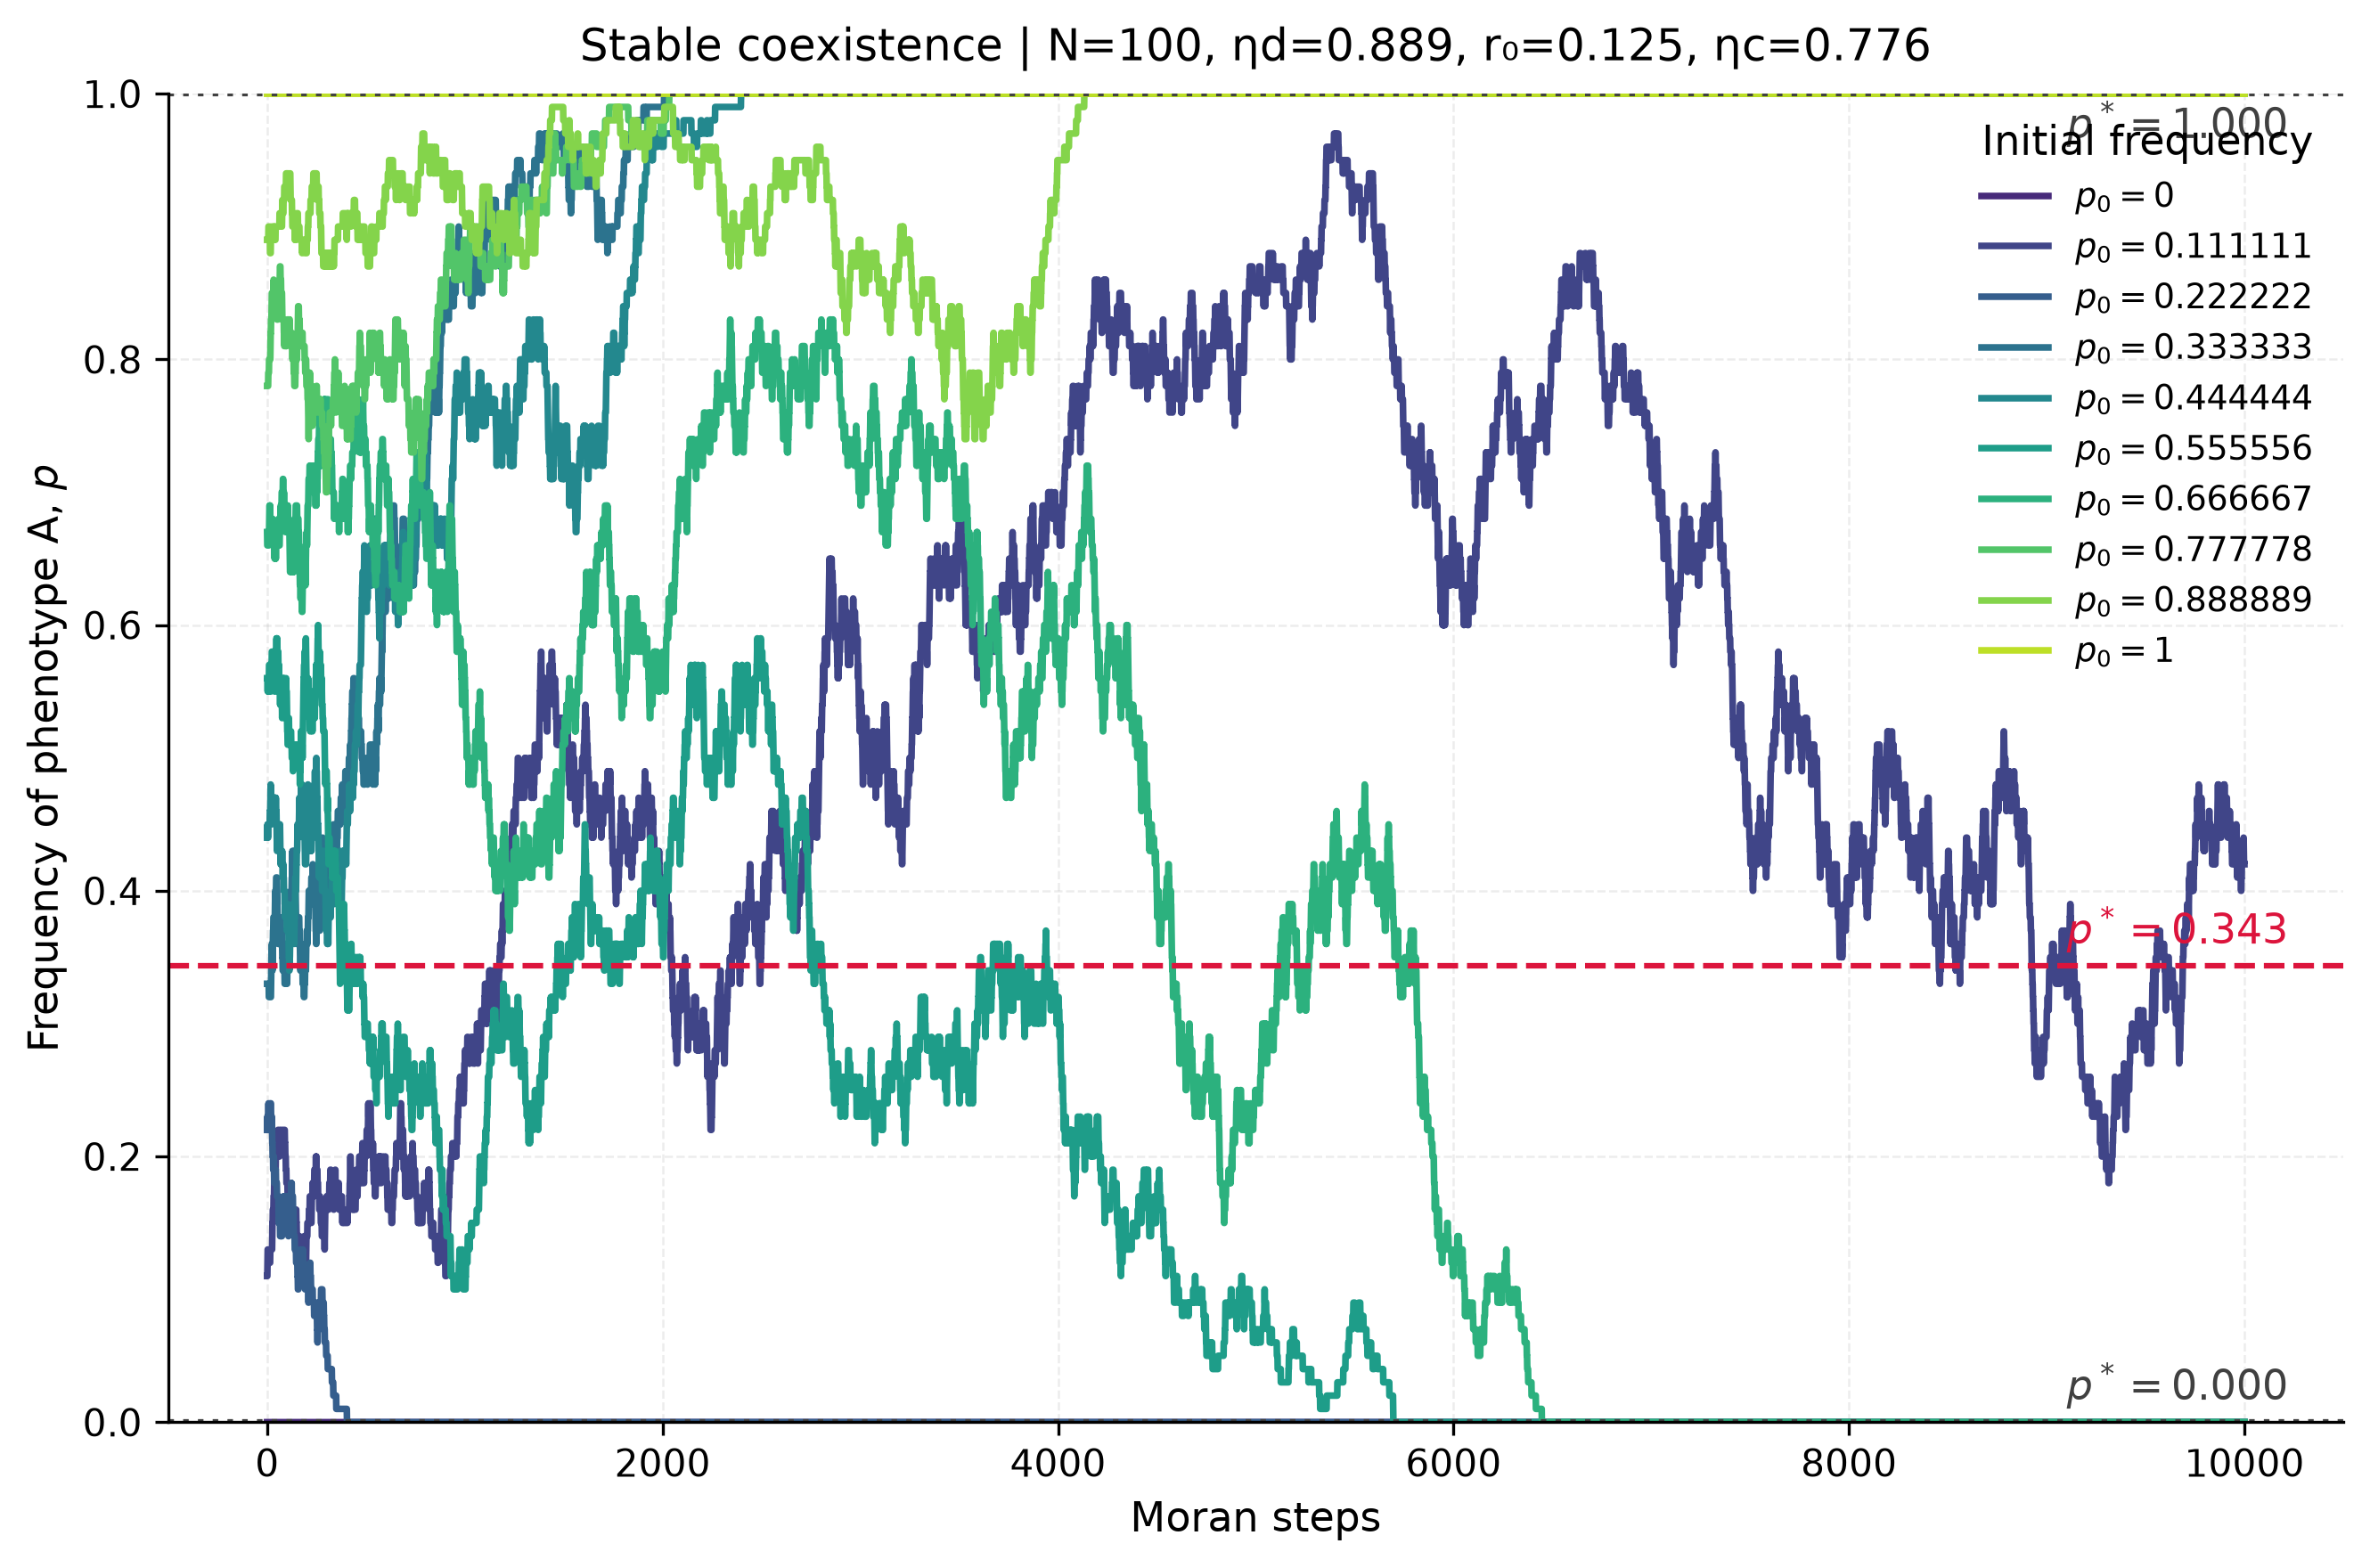 Stable coexistence | N=100, ηd=0.889, r₀=0.125, ηc=0.776
Frequency of phenotype A, p
1.0
0.8
0.6
0.4
0.2
0.0
p* = 1.000
Initial frequency
p₀ = 0
p₀ = 0.111111
p₀ = 0.222222
p₀ = 0.333333
p₀ = 0.444444
p₀ = 0.555556
p₀ = 0.666667
p₀ = 0.777778
p₀ = 0.888889
p₀ = 1
p* = 0.343
p* = 0.000
0 2000 4000 6000 8000 10000
Moran steps